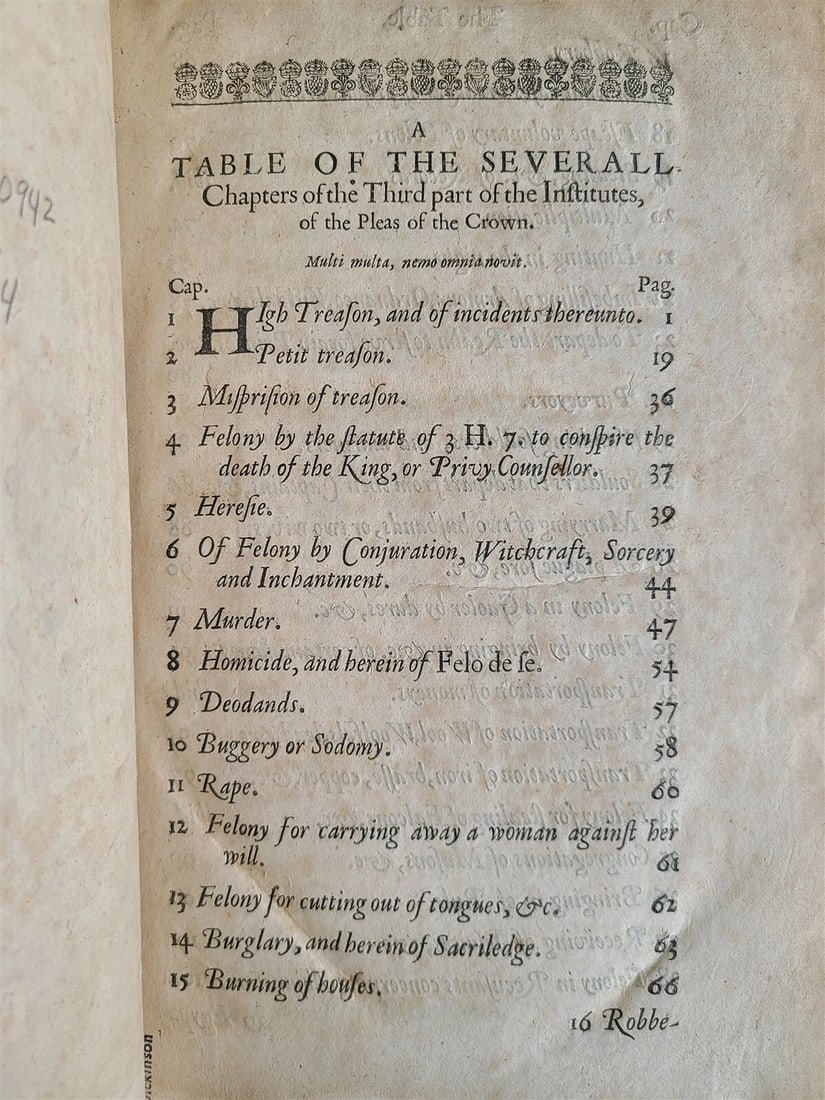 A
TABLE OF THE SEVERALL
Chapters of the Third part of the Inſtitutes,
of the Pleas of the Crown.
Multi multa, nemo omnia novit.
Cap. Pag.
1 HIgh Treaſon, and of incidents thereunto. 1
2 Petit treaſon. 19
3 Miſpriſion of treaſon. 36
4 Felony by the ſtatute of 3 H. 7. to conſpire the
death of the King, or Privy Counſellor. 37
5 Hereſie. 39
6 Of Felony by Conjuration, Witchcraft, Sorcery
and Inchantment. 44
7 Murder. 47
8 Homicide, and herein of Felo de ſe. 54
9 Deodands. 57
10 Buggery or Sodomy. 58
11 Rape. 60
12 Felony for carrying away a woman againſt her
will. 61
13 Felony for cutting out of tongues, &c. 62
14 Burglary, and herein of Sacriledge. 63
15 Burning of houſes. 66
16 Robbe-
0942
4